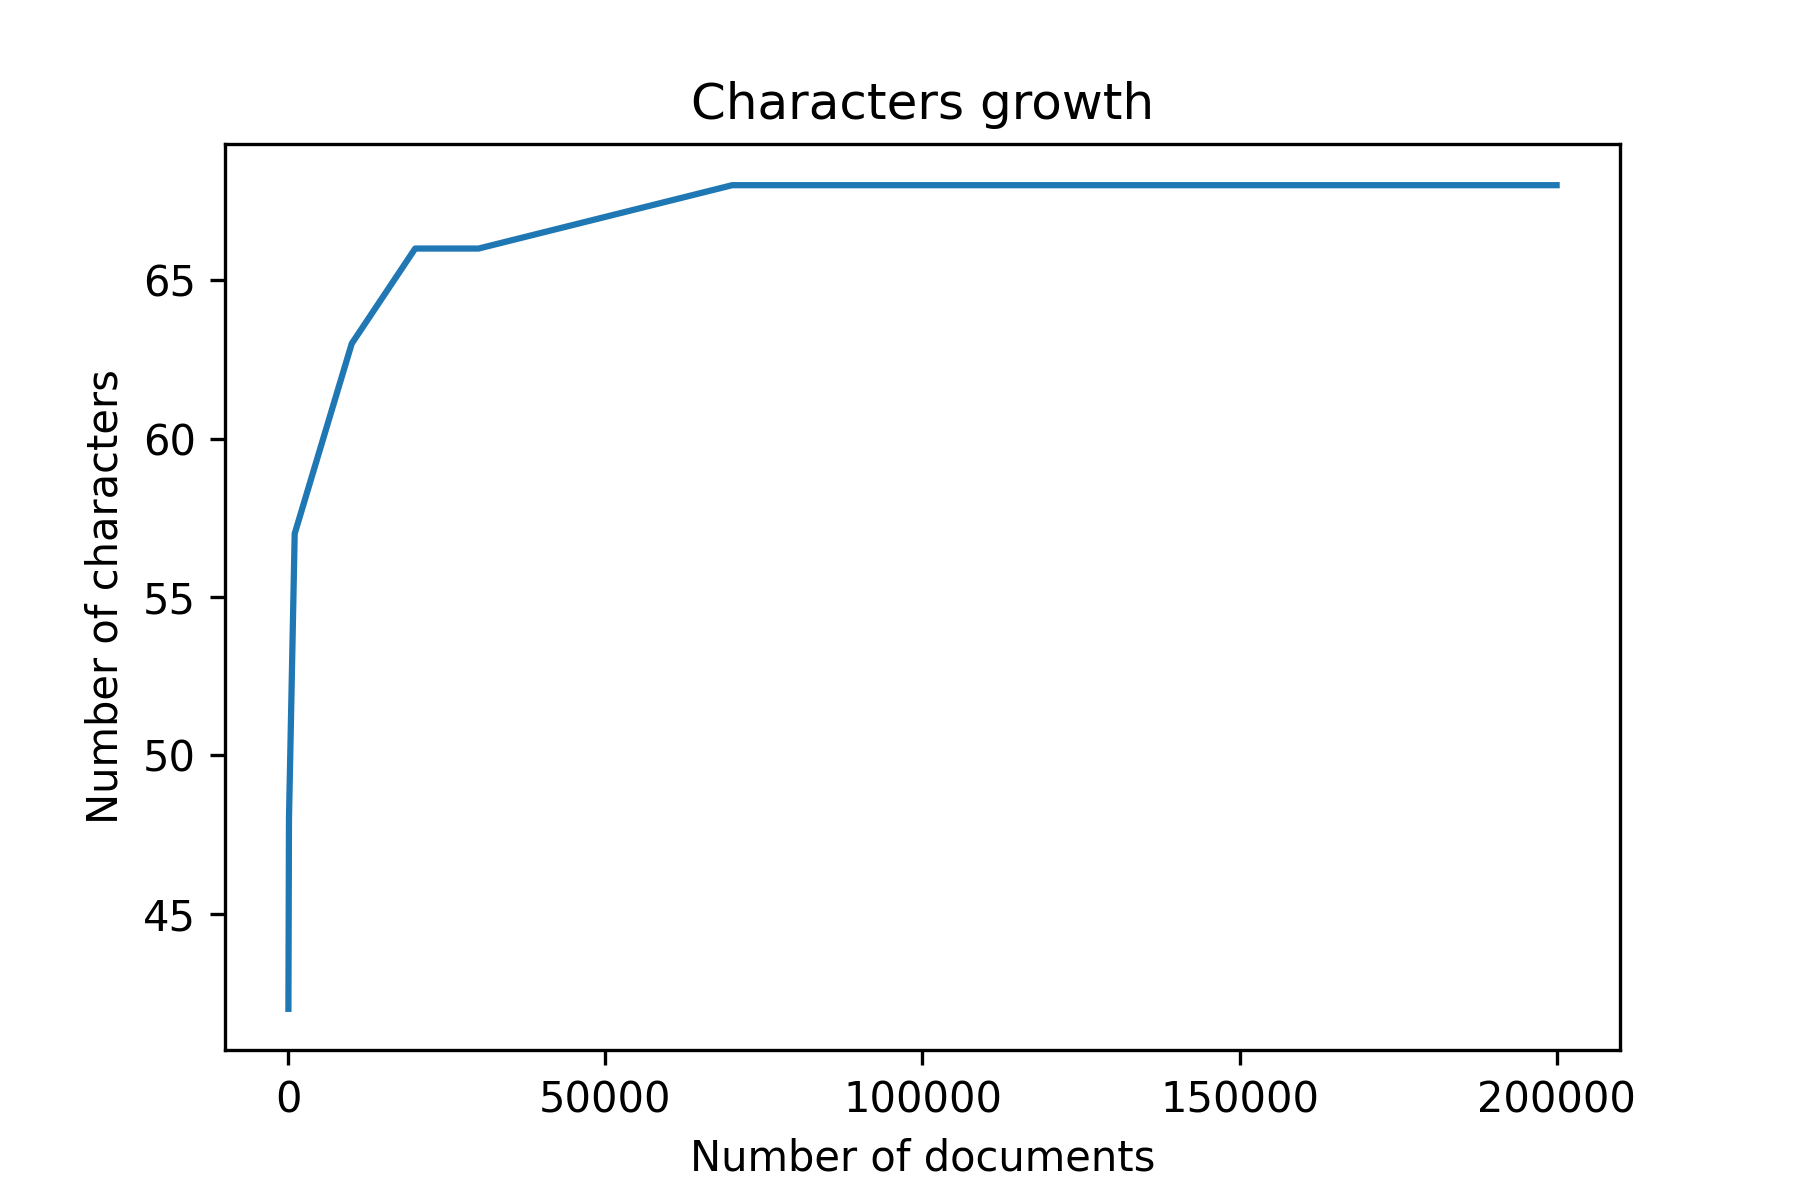 Characters growth
Number of characters
65
60
55
50
45
0 50000 100000 150000 200000
Number of documents